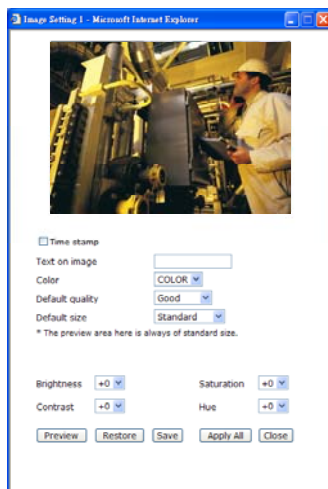 Image Setting 1 - Microsoft Internet Explorer
Time stamp
Text on image
Color COLOR
Default quality Good
Default size Standard
* The preview area here is always of standard size.
Brightness +0 Saturation +0
Contrast +0 Hue +0
Preview Restore Save Apply All Close